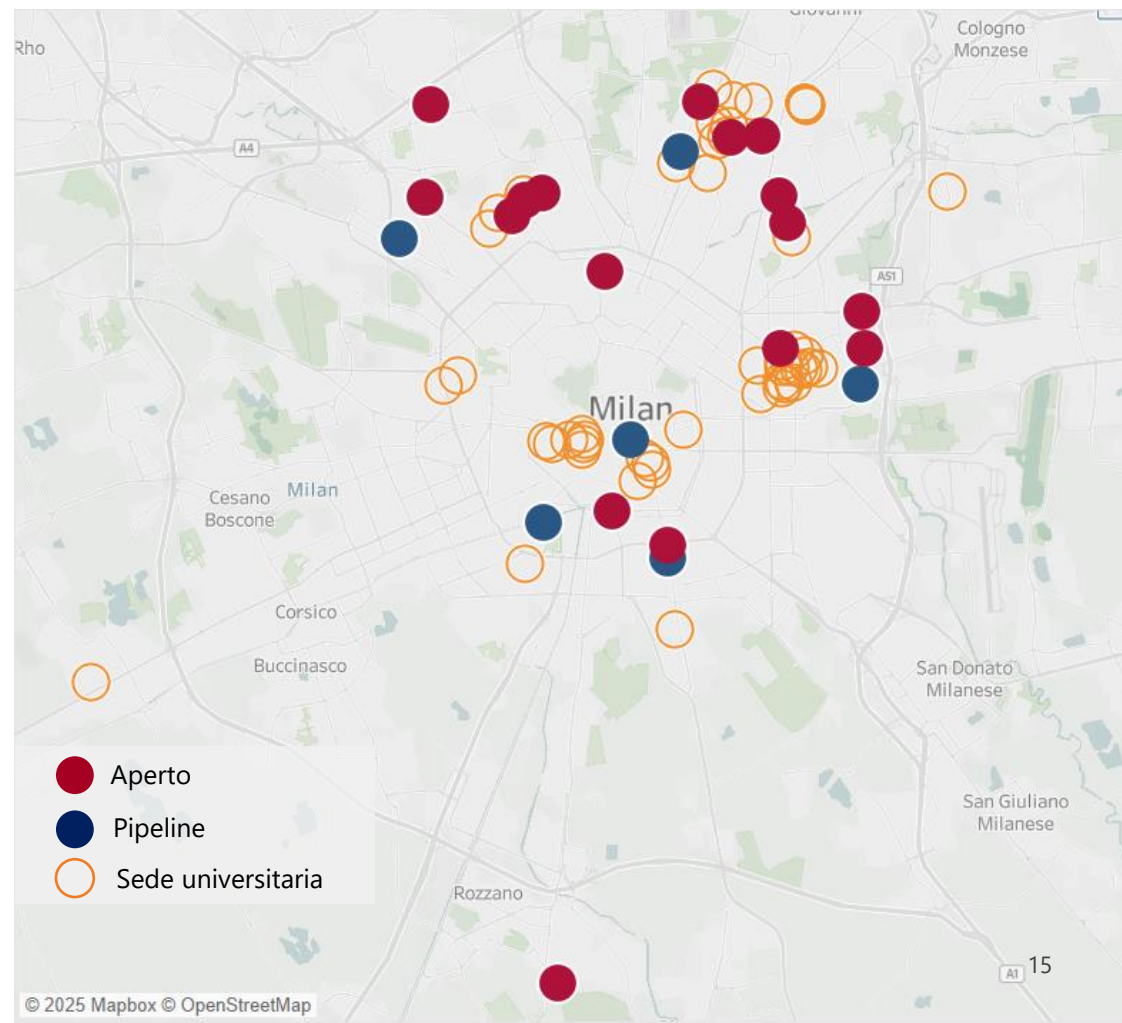 Giovanni
Cologno
Monzese
Rho
A4
A51
Milan
Cesano
Boscone
Milan
Corsico
Buccinasco
San Donato
Milanese
Aperto
San Giuliano
Milanese
Pipeline
Sede universitaria
Rozzano
A1
15
© 2025 Mapbox © OpenStreetMap